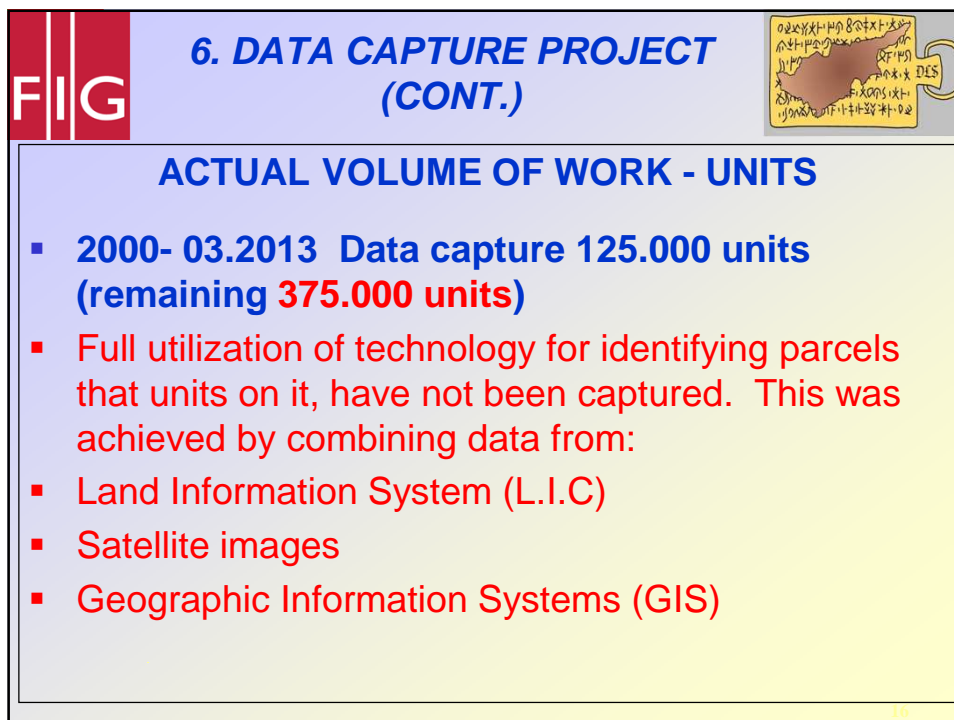 FIG
6. DATA CAPTURE PROJECT
(CONT.)
DLS
ACTUAL VOLUME OF WORK - UNITS
▪ 2000- 03.2013 Data capture 125.000 units
(remaining 375.000 units)
▪ Full utilization of technology for identifying parcels
that units on it, have not been captured. This was
achieved by combining data from:
▪ Land Information System (L.I.C)
▪ Satellite images
▪ Geographic Information Systems (GIS)
16